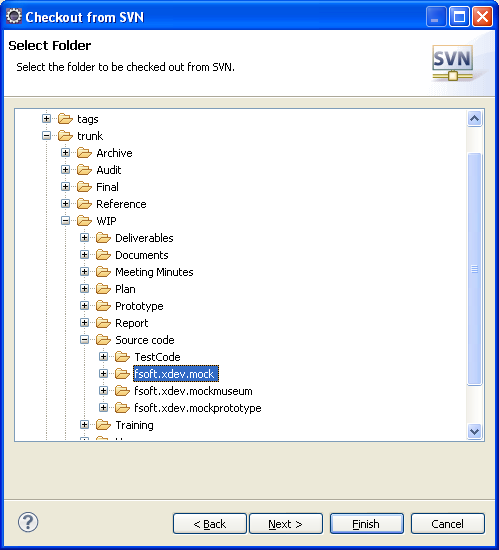 Checkout from SVN
Select Folder
Select the folder to be checked out from SVN.
SVN
tags
trunk
Archive
Audit
Final
Reference
WIP
Deliverables
Documents
Meeting Minutes
Plan
Prototype
Report
Source code
TestCode
fsoft.xdev.mock
fsoft.xdev.mockmuseum
fsoft.xdev.mockprototype
Training
? < Back Next > Finish Cancel